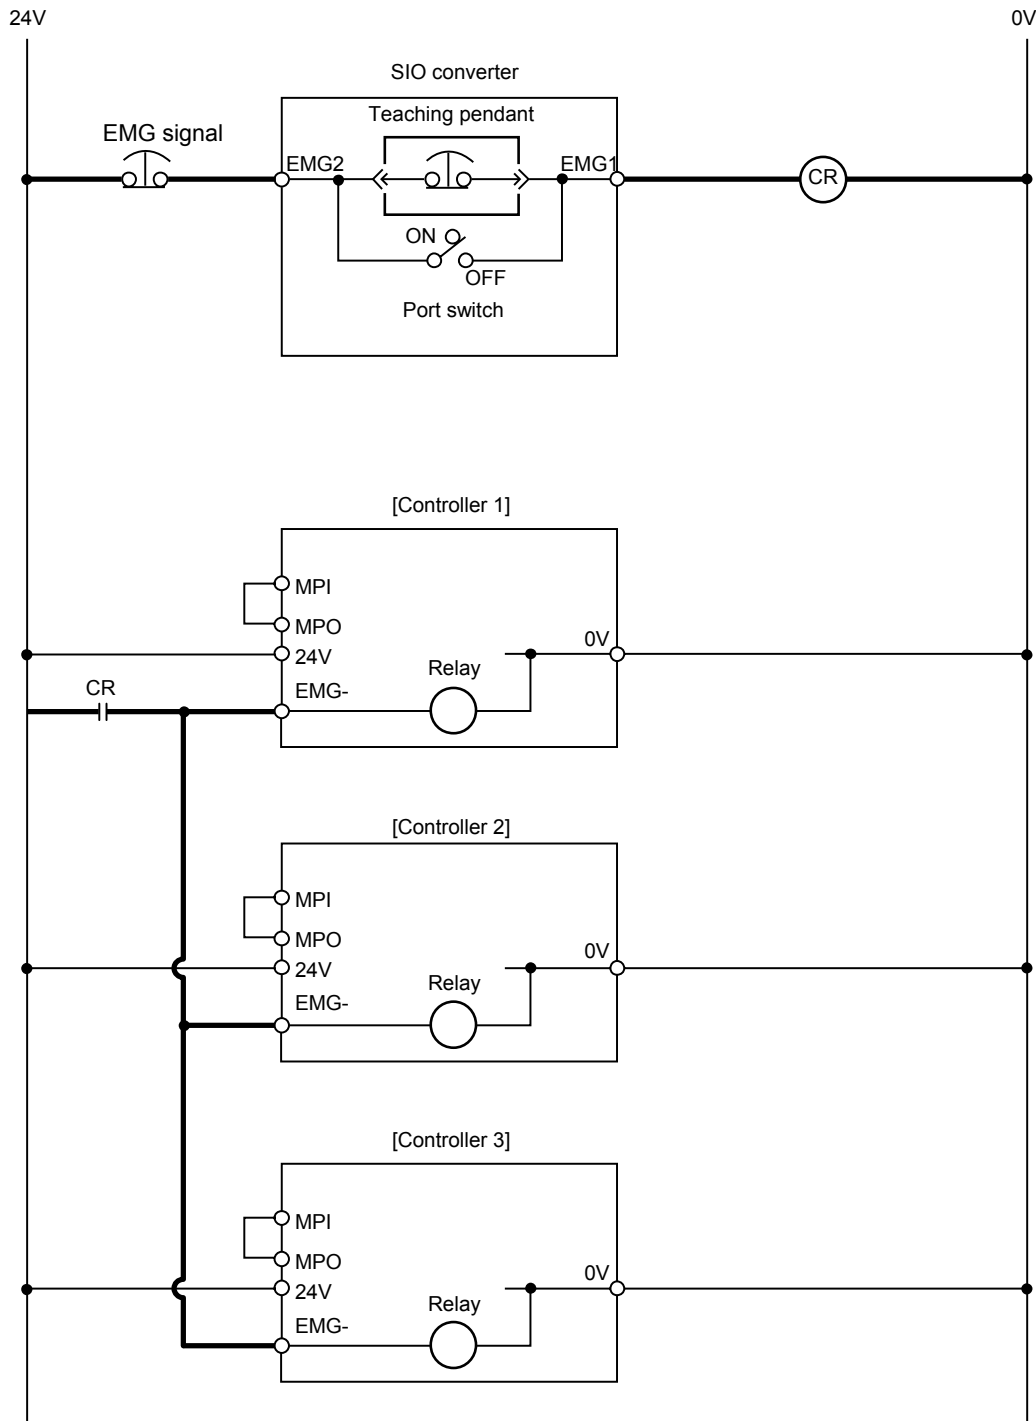 24V
0V
SIO converter
Teaching pendant
EMG signal
EMG2
EMG1
CR
ON
OFF
Port switch
[Controller 1]
MPI
MPO
24V
0V
EMG-
Relay
CR
[Controller 2]
MPI
MPO
24V
0V
EMG-
Relay
[Controller 3]
MPI
MPO
24V
0V
EMG-
Relay